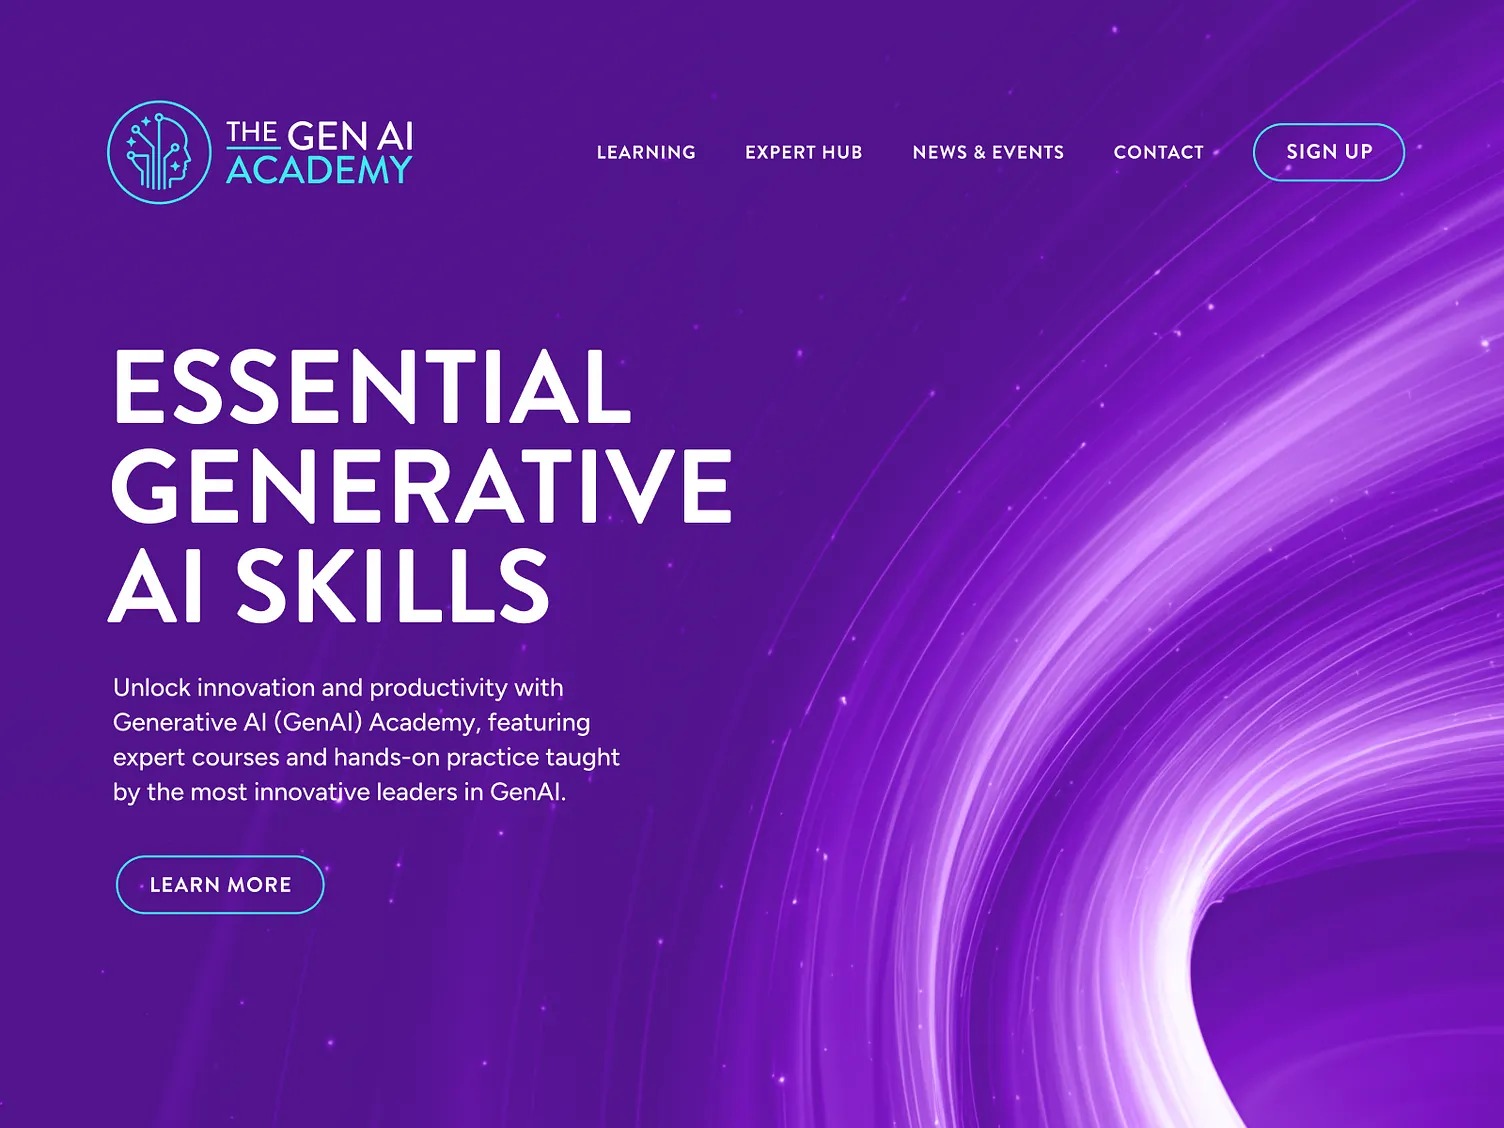 THE GEN AI
ACADEMY
LEARNING
EXPERT HUB
NEWS & EVENTS
CONTACT
SIGN UP
ESSENTIAL
GENERATIVE
AI SKILLS
Unlock innovation and productivity with
Generative AI (GenAI) Academy, featuring
expert courses and hands-on practice taught
by the most innovative leaders in GenAI.
LEARN MORE